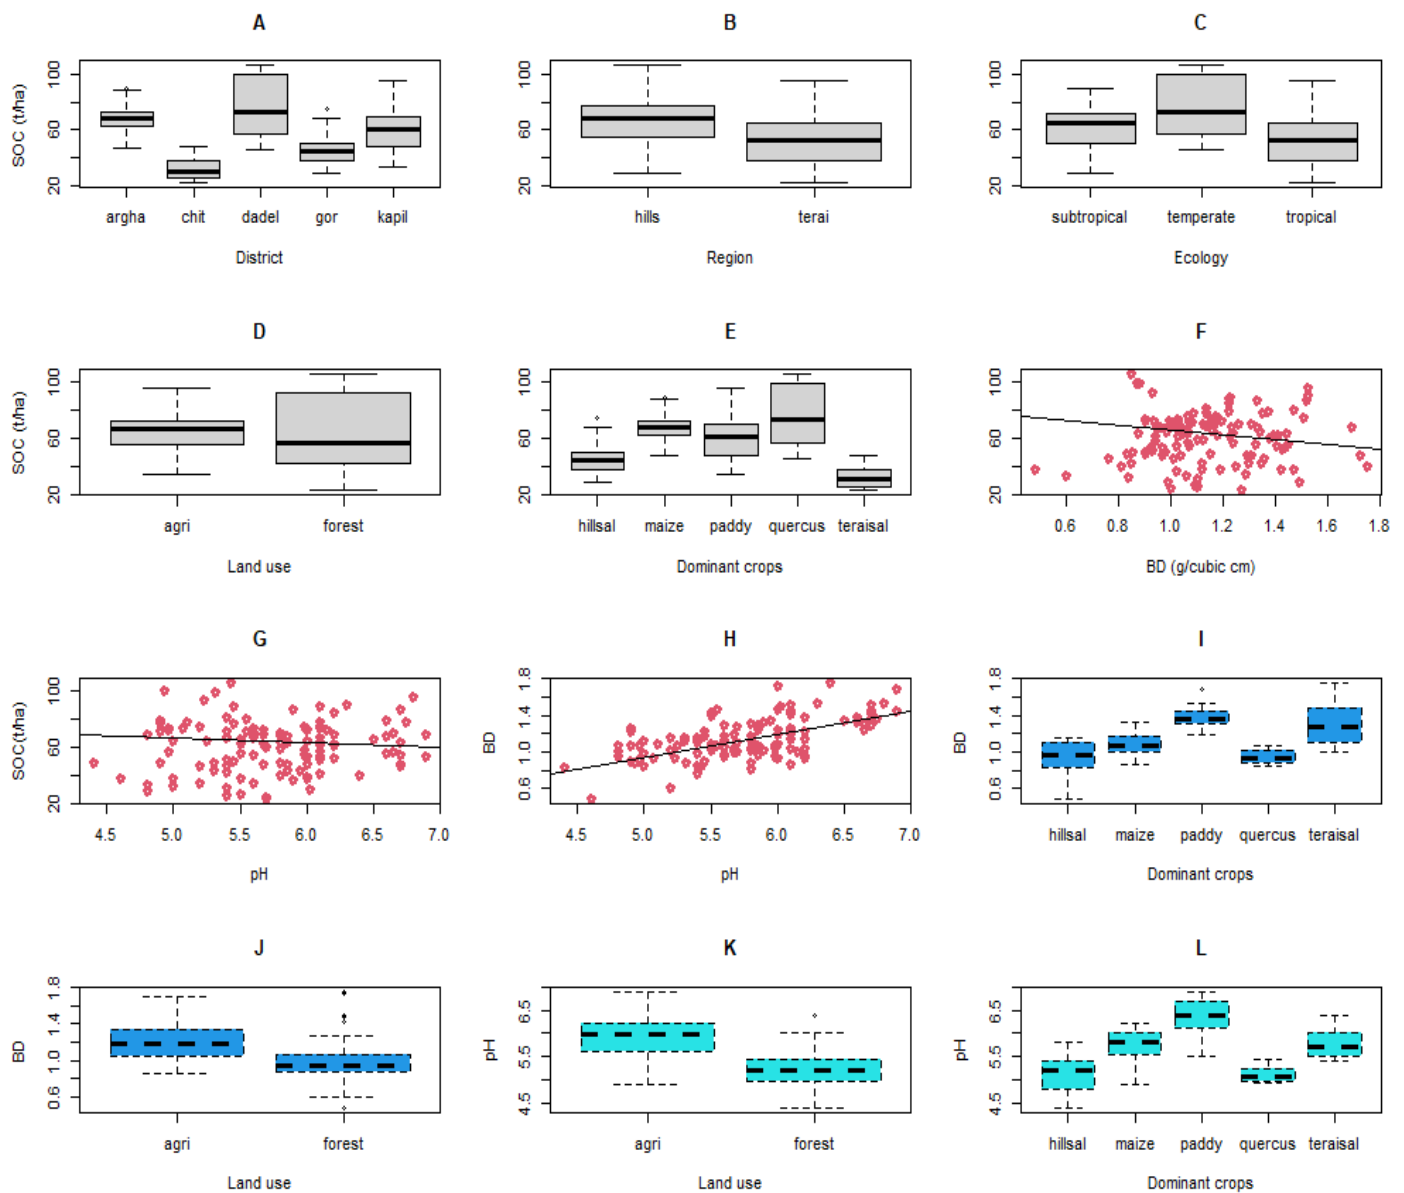 A
B
C
SOC (t/ha)
20 60 100
20 60 100
20 60 100
argha chit dadel gor kapil
hills terai
subtropical temperate tropical
District
Region
Ecology
D
E
F
SOC (t/ha)
20 60 100
20 60 100
20 60 100
agri forest
hillsal maize paddy quercus teraisal
0.6 0.8 1.0 1.2 1.4 1.6 1.8
Land use
Dominant crops
BD (g/cubic cm)
G
H
I
SOC(t/ha)
20 60 100
BD
0.6 1.0 1.4 1.8
BD
0.6 1.0 1.4 1.8
4.5 5.0 5.5 6.0 6.5 7.0
4.5 5.0 5.5 6.0 6.5 7.0
hillsal maize paddy quercus teraisal
pH
pH
Dominant crops
J
K
L
BD
0.6 1.0 1.4 1.8
pH
4.5 5.5 6.5
pH
4.5 5.5 6.5
agri forest
agri forest
hillsal maize paddy quercus teraisal
Land use
Land use
Dominant crops